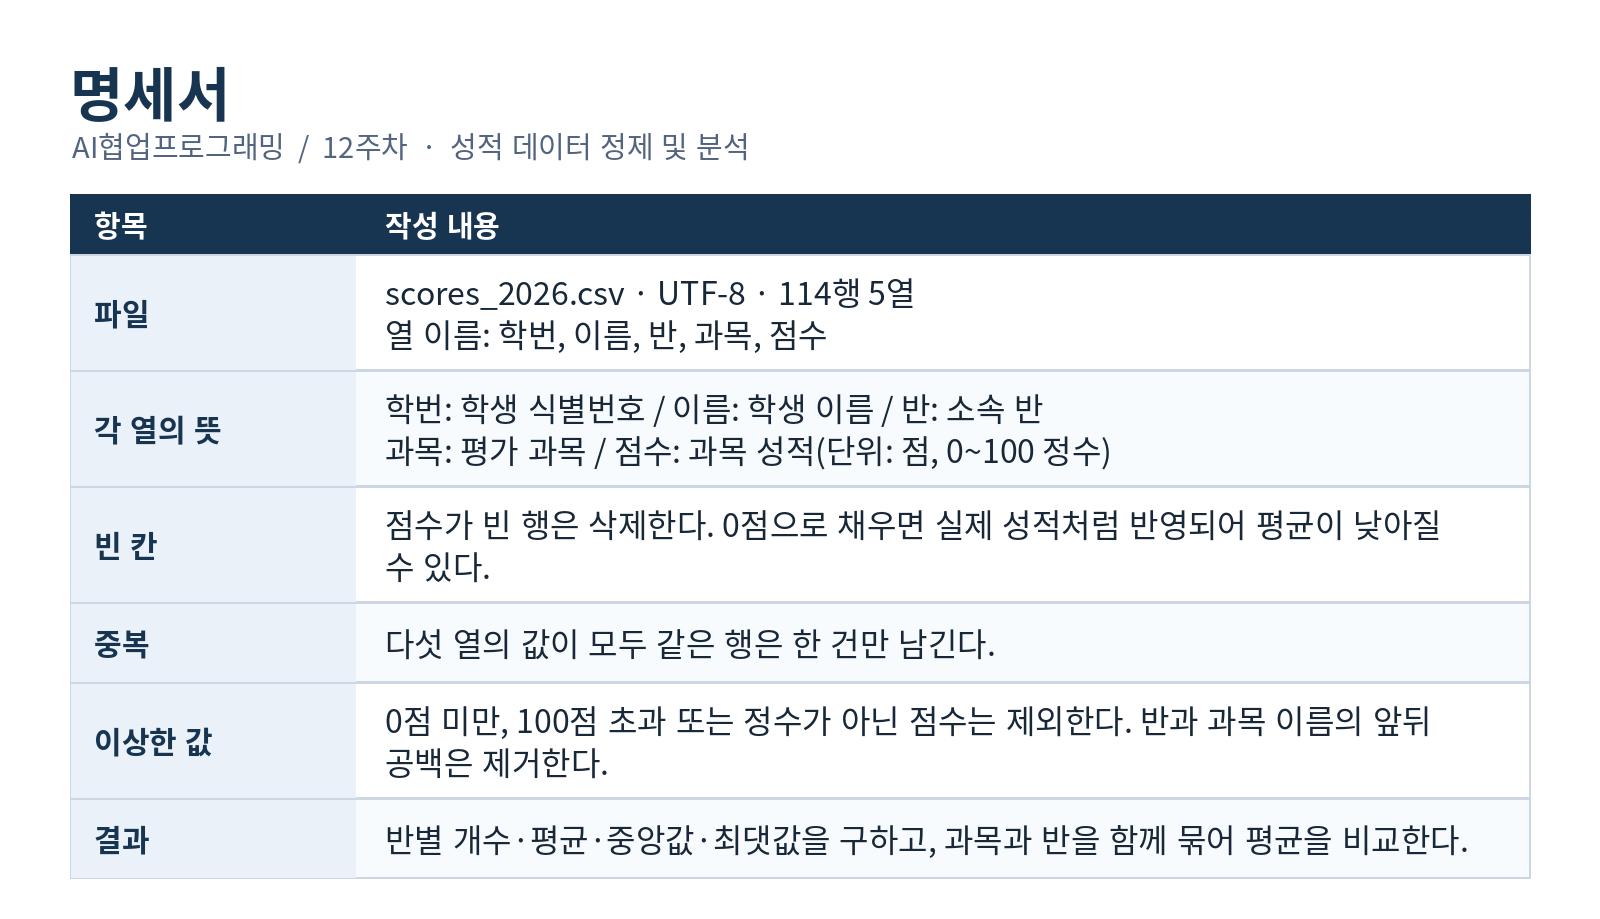 명세서
AI협업프로그래밍 / 12주차 · 성적 데이터 정제 및 분석
항목 작성 내용
파일
scores_2026.csv · UTF-8 · 114행 5열
열 이름: 학번, 이름, 반, 과목, 점수
각 열의 뜻
학번: 학생 식별번호 / 이름: 학생 이름 / 반: 소속 반
과목: 평가 과목 / 점수: 과목 성적(단위: 점, 0~100 정수)
빈 칸
점수가 빈 행은 삭제한다. 0점으로 채우면 실제 성적처럼 반영되어 평균이 낮아질
수 있다.
중복
다섯 열의 값이 모두 같은 행은 한 건만 남긴다.
이상한 값
0점 미만, 100점 초과 또는 정수가 아닌 점수는 제외한다. 반과 과목 이름의 앞뒤
공백은 제거한다.
결과
반별 개수·평균·중앙값·최댓값을 구하고, 과목과 반을 함께 묶어 평균을 비교한다.